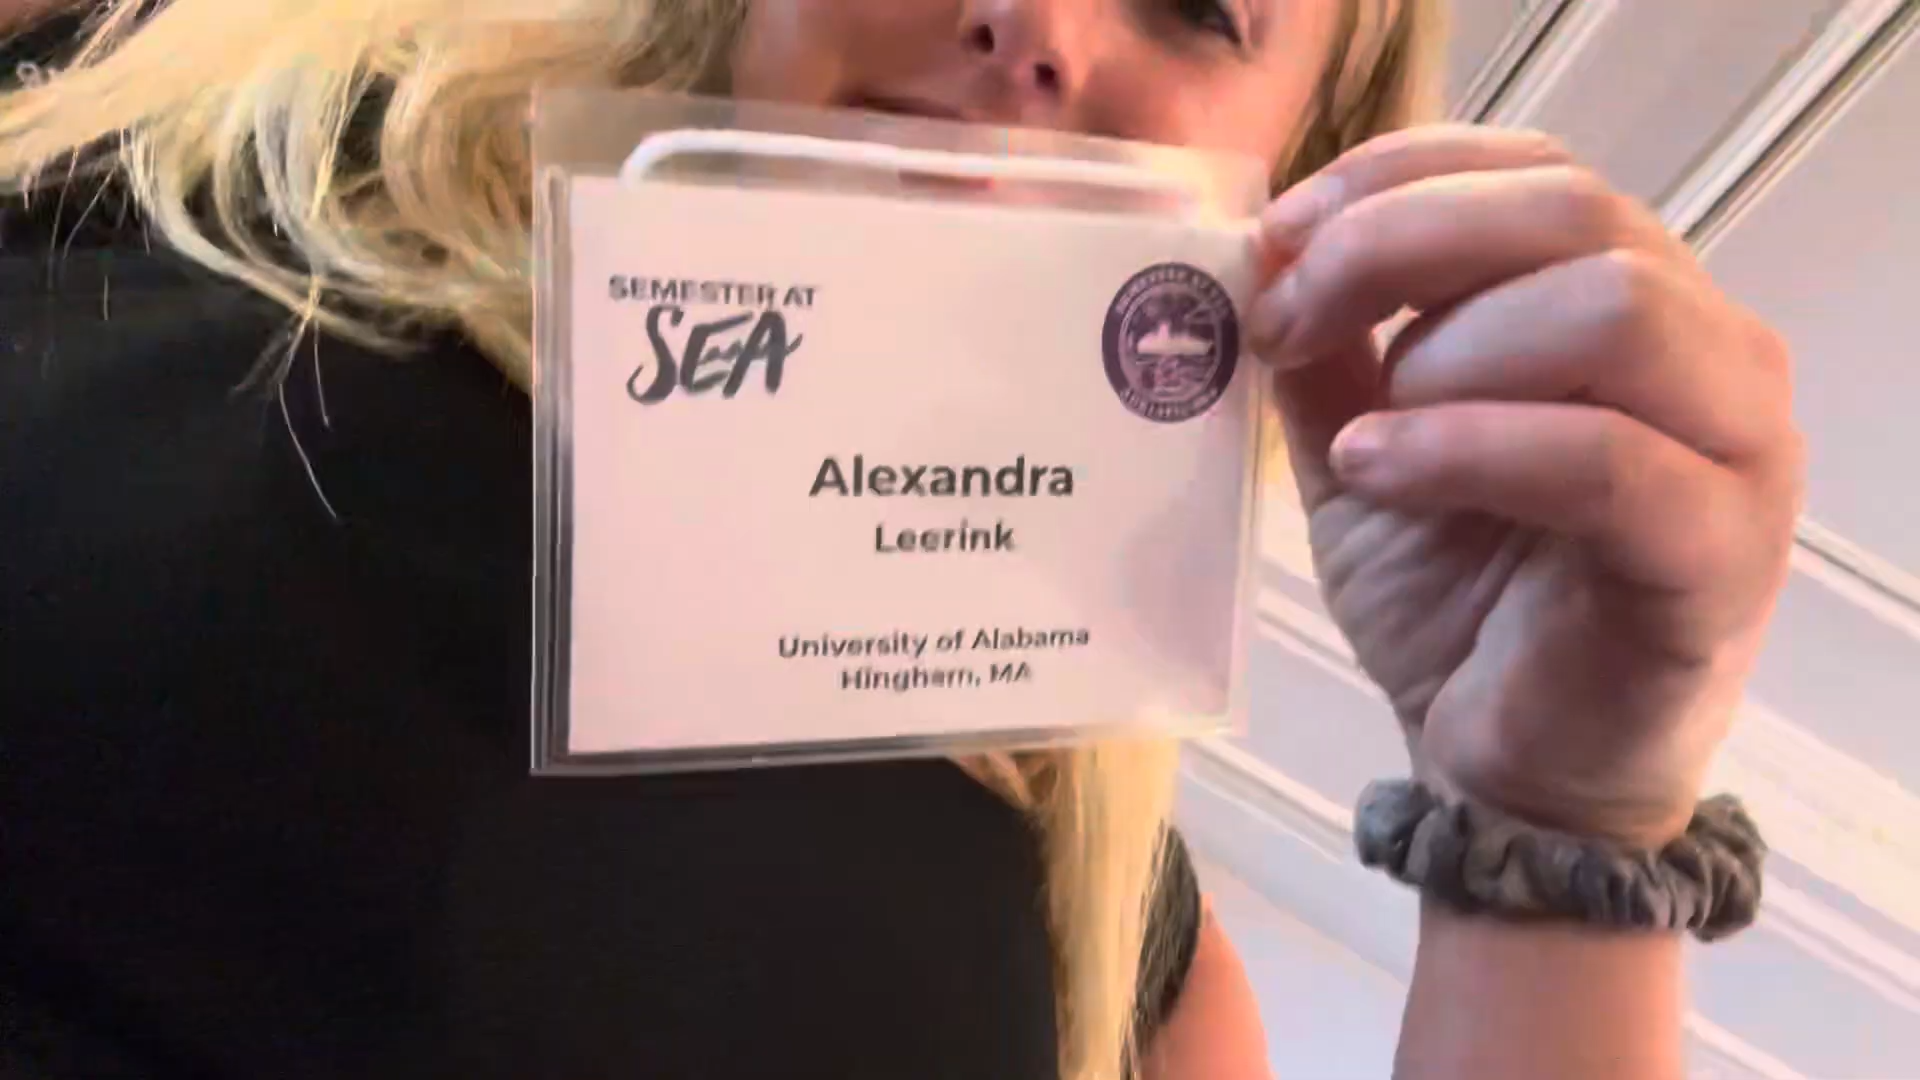 SEMESTER AT
SEA
Alexandra
Leerink
University of Alabama
Hingham, MA